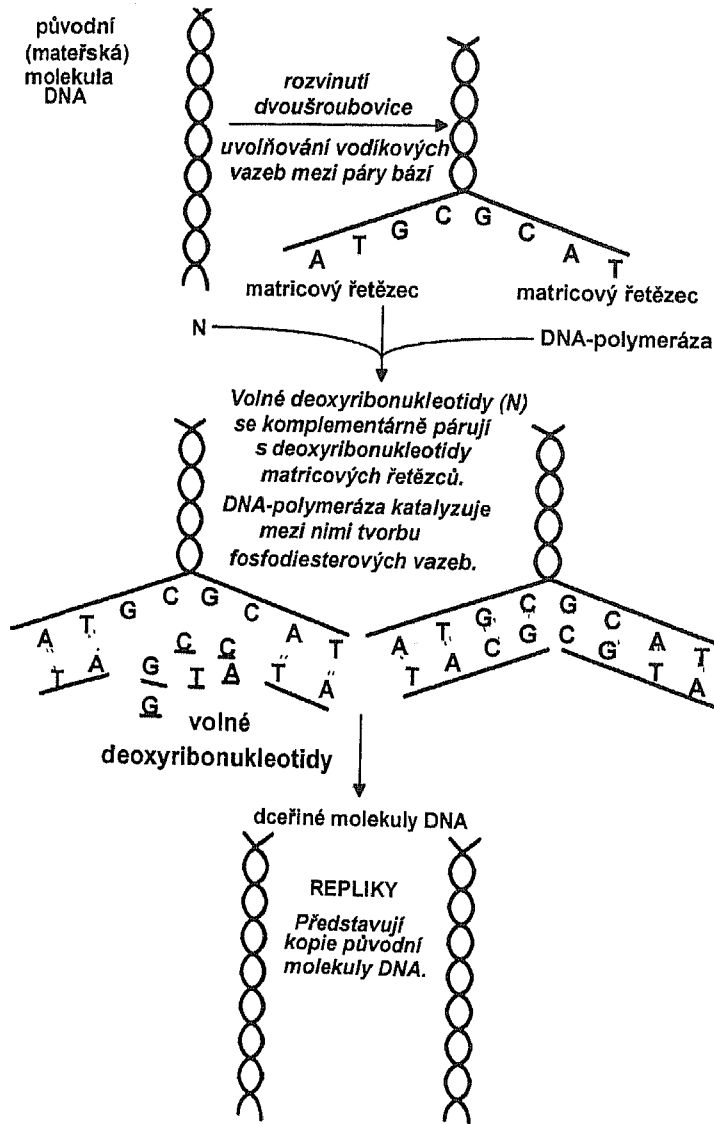 původní
(mateřská)
molekula
DNA
rozvinutí
dvoušroubovice
uvolňování vodíkových
vazeb mezi páry bází
A T G C G C A T
matricový řetězec
matricový řetězec
N
DNA-polymeráza
Volné deoxyribonukleotidy (N)
se komplementárně párují
s deoxyribonukleotidy
matricových řetězců.
DNA-polymeráza katalyzuje
mezi nimi tvorbu
fosfodiesterových vazeb.
A T G C G C A T
C C
T A G T A T A
G
A T G C G C A T
T A C G C G T A
volné
deoxyribonukleotidy
dceřiné molekuly DNA
REPLIKY
Představují
kopie původní
molekuly DNA.